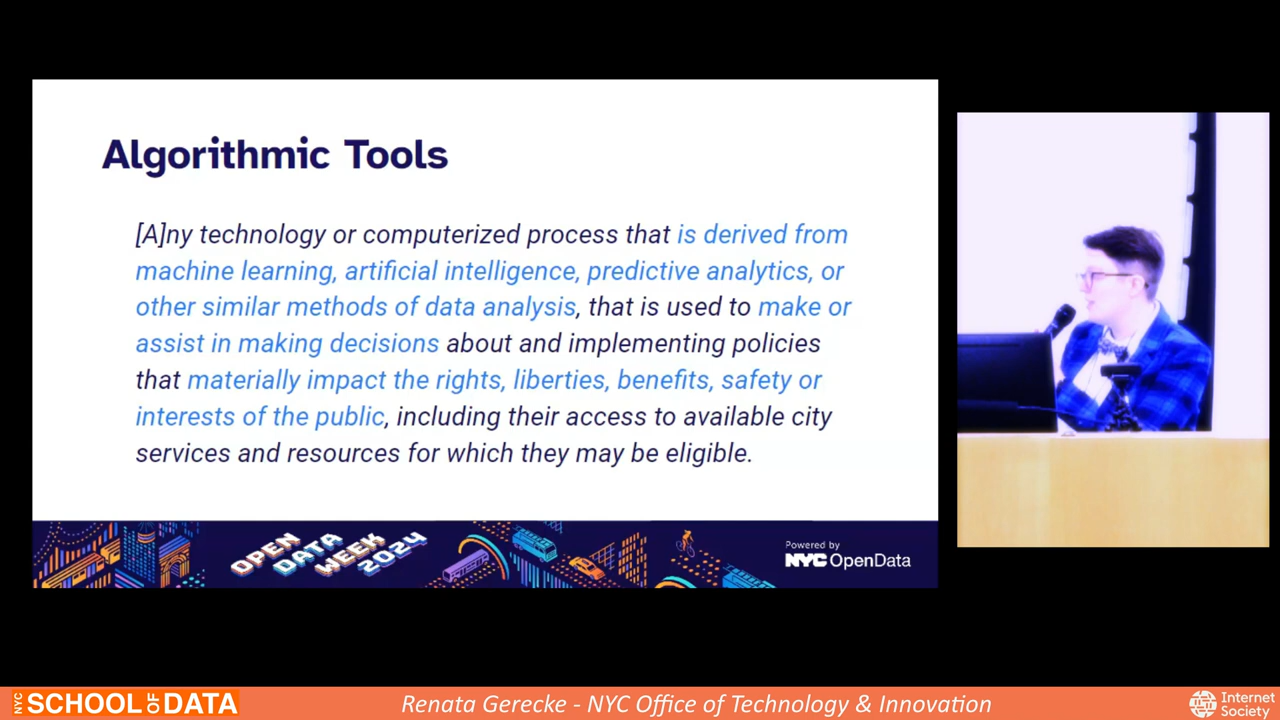 Algorithmic Tools
[A]ny technology or computerized process that is derived from
machine learning, artificial intelligence, predictive analytics, or
other similar methods of data analysis, that is used to make or
assist in making decisions about and implementing policies
that materially impact the rights, liberties, benefits, safety or
interests of the public, including their access to available city
services and resources for which they may be eligible.
OPEN
DATA
WEEK
2024
Powered by
NYC OpenData
NYC SCHOOL OF DATA
Renata Gerecke - NYC Office of Technology & Innovation
Internet
Society